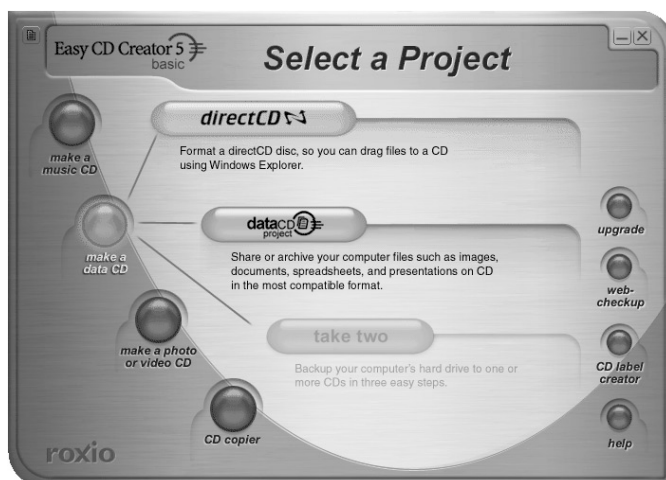 Easy CD Creator 5
basic
Select a Project
make a
music CD
directCD
Format a directCD disc, so you can drag files to a CD
using Windows Explorer.
make a
data CD
dataCD
project
Share or archive your computer files such as images,
documents, spreadsheets, and presentations on CD
in the most compatible format.
make a photo
or video CD
take two
Backup your computer's hard drive to one or
more CDs in three easy steps.
CD copier
upgrade
web-
checkup
CD label
creator
help
roxio